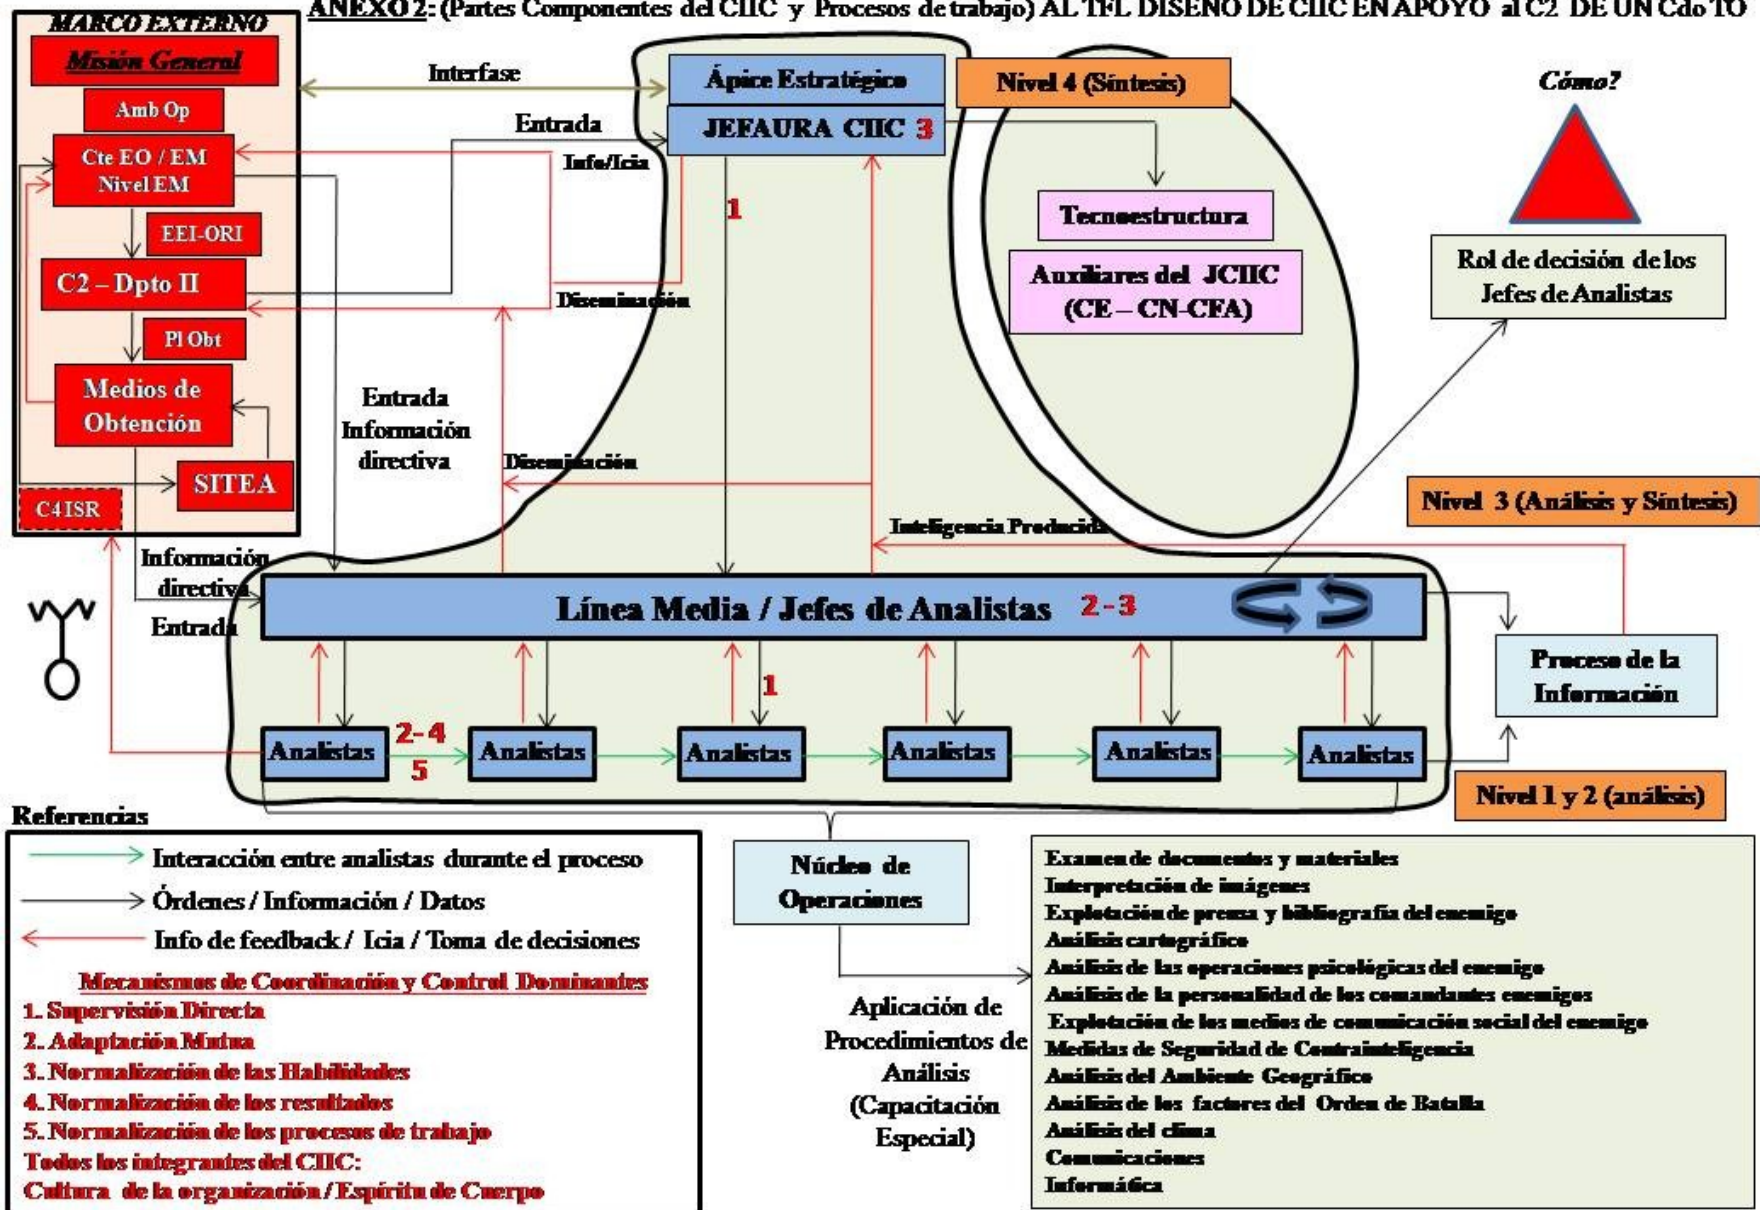 ANEXO 2: (Partes Componentes del CIIC y Procesos de trabajo) AL TFL DISEÑO DE CIIC EN APOYO al C2 DE UN Cdo TO
MARCO EXTERNO
Misión General
Amb Op
Cte EO / EM
Nivel EM
EEI-ORI
C2 – Dpto II
Pl Obt
Medios de
Obtención
SITEA
C4ISR
Interfase
Entrada
Info/Icia
Diseminación
Entrada
Información
directiva
Diseminación
Información
directiva
Entrada
Ápice Estratégico
JEFAURA CIIC 3
1
Nivel 4 (Síntesis)
Tecnoestructura
Auxiliares del JCIIC
(CE – CN-CFA)
Cómo?
Rol de decisión de los
Jefes de Analistas
Nivel 3 (Análisis y Síntesis)
Inteligencia Producida
Línea Media / Jefes de Analistas 2-3
1
Proceso de la
Información
Analistas
2-4
5
Analistas
Analistas
Analistas
Analistas
Analistas
Nivel 1 y 2 (análisis)
Referencias
Interacción entre analistas durante el proceso
Órdenes / Información / Datos
Info de feedback / Icia / Toma de decisiones
Mecanismos de Coordinación y Control Dominantes
1. Supervisión Directa
2. Adaptación Mutua
3. Normalización de las Habilidades
4. Normalización de los resultados
5. Normalización de los procesos de trabajo
Todos los integrantes del CIIC:
Cultura de la organización / Espíritu de Cuerpo
Núcleo de
Operaciones
Aplicación de
Procedimientos de
Análisis
(Capacitación
Especial)
Examen de documentos y materiales
Interpretación de imágenes
Explotación de prensa y bibliografía del enemigo
Análisis cartográfico
Análisis de las operaciones psicológicas del enemigo
Análisis de la personalidad de los comandantes enemigos
Explotación de los medios de comunicación social del enemigo
Medidas de Seguridad de Contrainteligencia
Análisis del Ambiente Geográfico
Análisis de los factores del Orden de Batalla
Análisis del clima
Comunicaciones
Informática